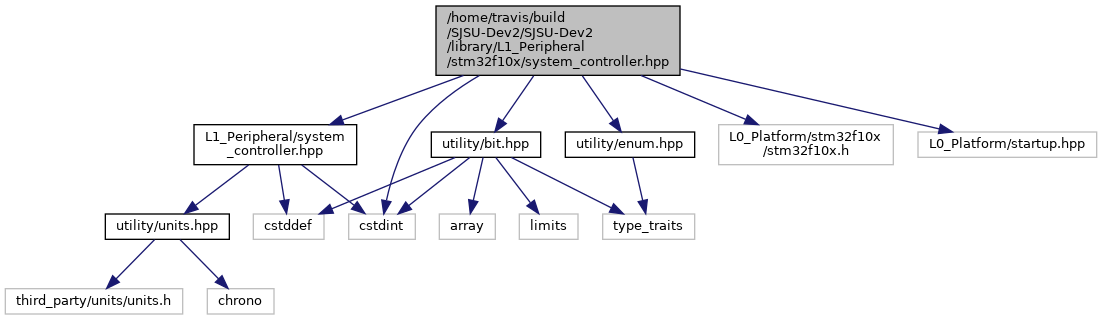 /home/travis/build
/SJSU-Dev2/SJSU-Dev2
/library/L1_Peripheral
/stm32f10x/system_controller.hpp
L1_Peripheral/system
_controller.hpp
utility/bit.hpp
utility/enum.hpp
L0_Platform/stm32f10x
/stm32f10x.h
L0_Platform/startup.hpp
utility/units.hpp
cstddef
cstdint
array
limits
type_traits
third_party/units/units.h
chrono